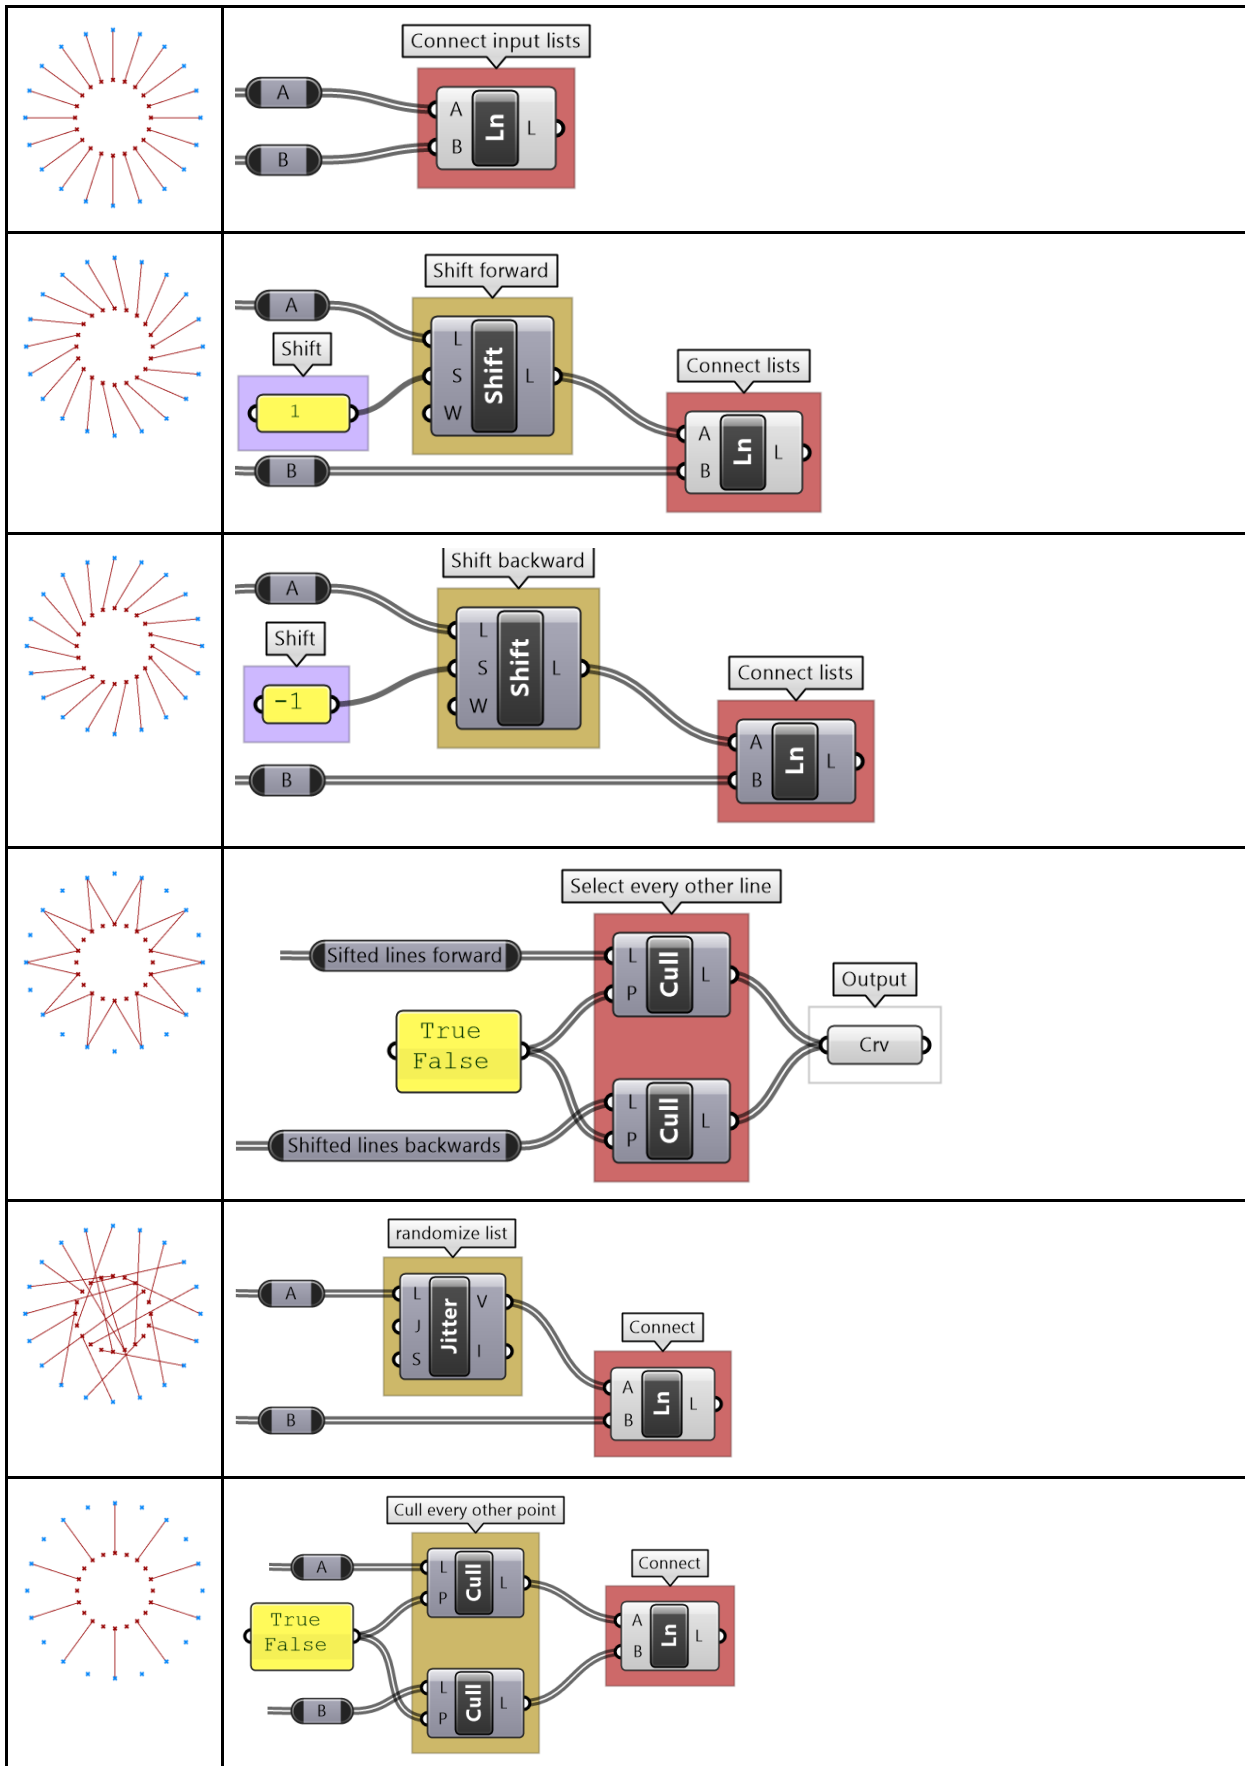 Connect input lists
A
A
Ln
L
B
B
Shift forward
A
L
Shift
Shift
S
L
W
1
Connect lists
A
Ln
L
B
B
Shift backward
A
L
Shift
Shift
S
L
W
-1
Connect lists
A
Ln
L
B
B
Select every other line
Sifted lines forward
L
Cull
L
P
Output
True
False
Crv
L
Cull
L
P
Shifted lines backwards
randomize list
A
L
Jitter
V
J
S
I
Connect
A
Ln
L
B
B
Cull every other point
A
L
Cull
L
P
Connect
True
False
A
Ln
L
B
L
Cull
L
P
B